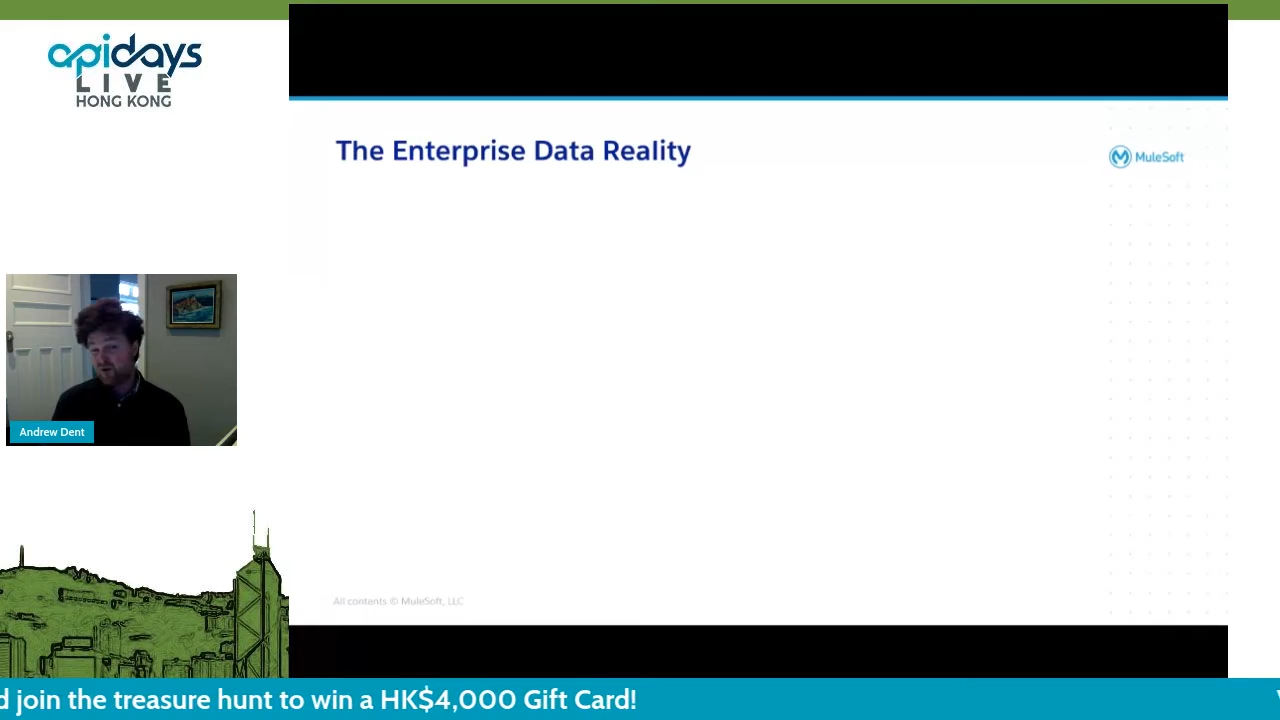 apidays
LIVE
HONG KONG
The Enterprise Data Reality
MuleSoft
Andrew Dent
All contents © MuleSoft, LLC
join the treasure hunt to win a HK$4,000 Gift Card!